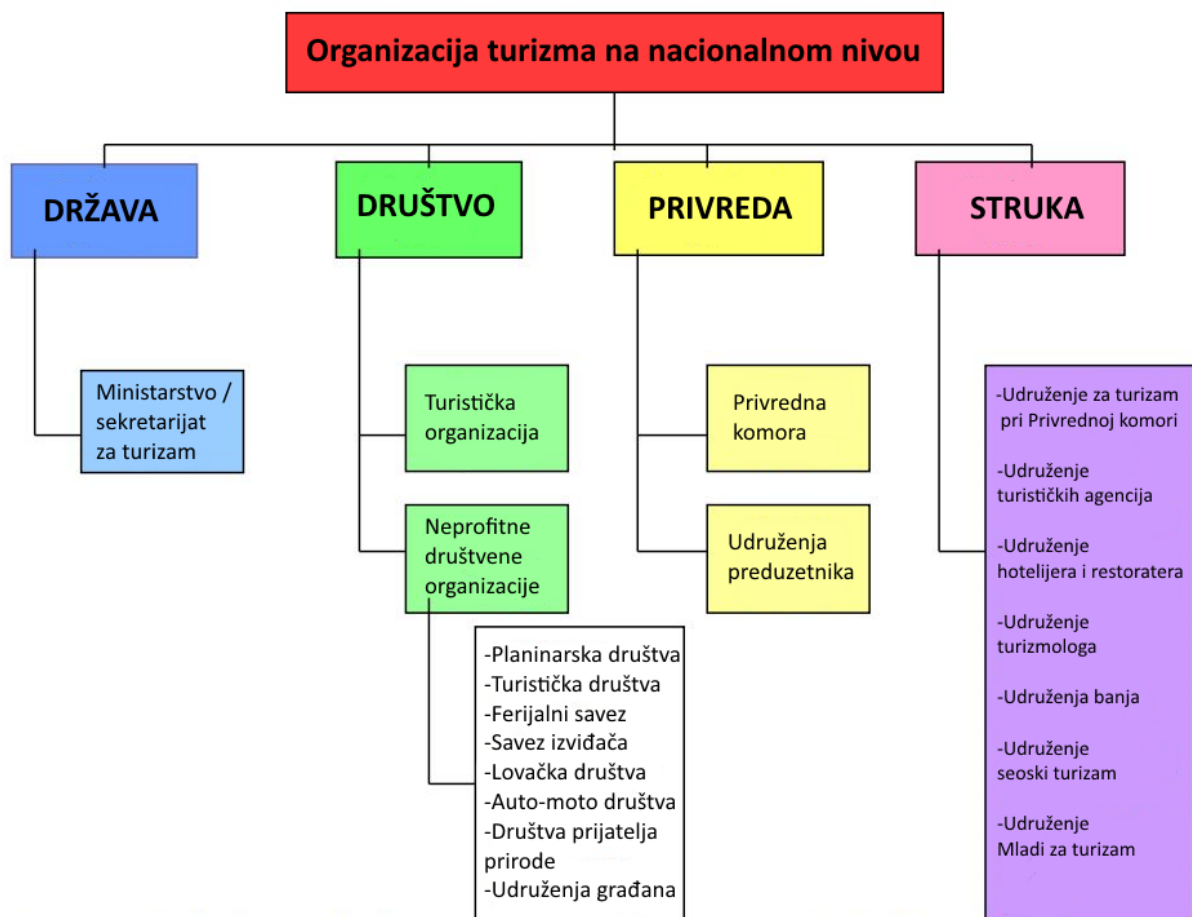 Organizacija turizma na nacionalnom nivou
DRŽAVA
DRUŠTVO
PRIVREDA
STRUKA
Ministarstvo /
sekretarijat
za turizam
Turistička
organizacija
Neprofitne
društvene
organizacije
-Planinarska društva
-Turistička društva
-Ferijalni savez
-Savez izviđača
-Lovačka društva
-Auto-moto društva
-Društva prijatelja
prirode
-Udruženja građana
Privredna
komora
Udruženja
preduzetnika
-Udruženje za turizam
pri Privrednoj komori
-Udruženje
turističkih agencija
-Udruženje
hotelijera i restoratera
-Udruženje
turizmologa
-Udruženja banja
-Udruženje
seoski turizam
-Udruženje
Mladi za turizam